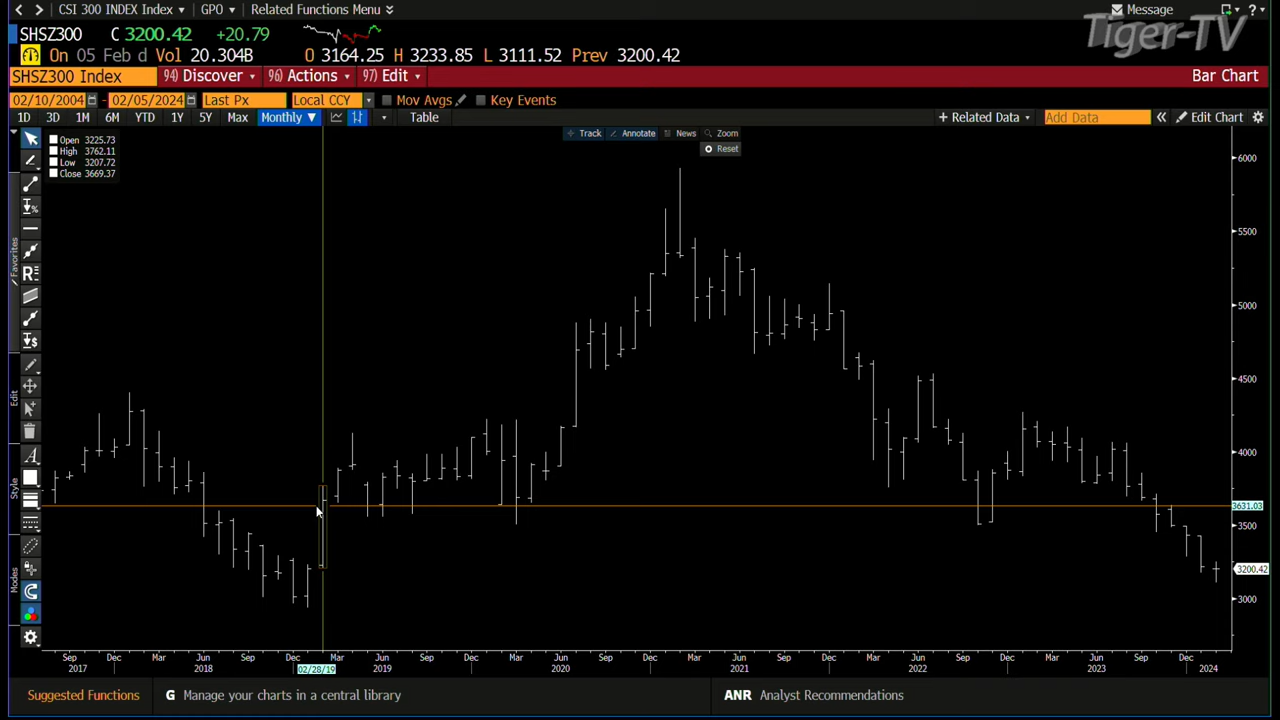 CSI 300 INDEX Index GPO Related Functions Menu Message
Tiger-TV
SHSZ300 C 3200.42 +20.79
On 05 Feb d Vol 20.304B O 3164.25 H 3233.85 L 3111.52 Prev 3200.42
SHSZ300 Index 94) Discover 96) Actions 97) Edit Bar Chart
02/10/2004 - 02/05/2024 Last Px Local CCY Mov Avgs Key Events
1D 3D 1M 6M YTD 1Y 5Y Max Monthly ▼ Table + Related Data Add Data « Edit Chart
Track Annotate News Zoom
Reset
Open 3225.73
High 3762.11
Low 3207.72
Close 3669.37
Favorites
Edit
Style
Modes
6000
5500
5000
4500
4000
3631.03
3500
3200.42
3000
Sep Dec Mar Jun Sep Dec Mar Jun Sep Mar Jun Sep Dec Mar Jun Sep Dec Mar Jun Sep Dec Mar Jun Sep Dec
2017 2018 02/28/19 2019 2020 2021 2022 2023 2024
Suggested Functions G Manage your charts in a central library ANR Analyst Recommendations